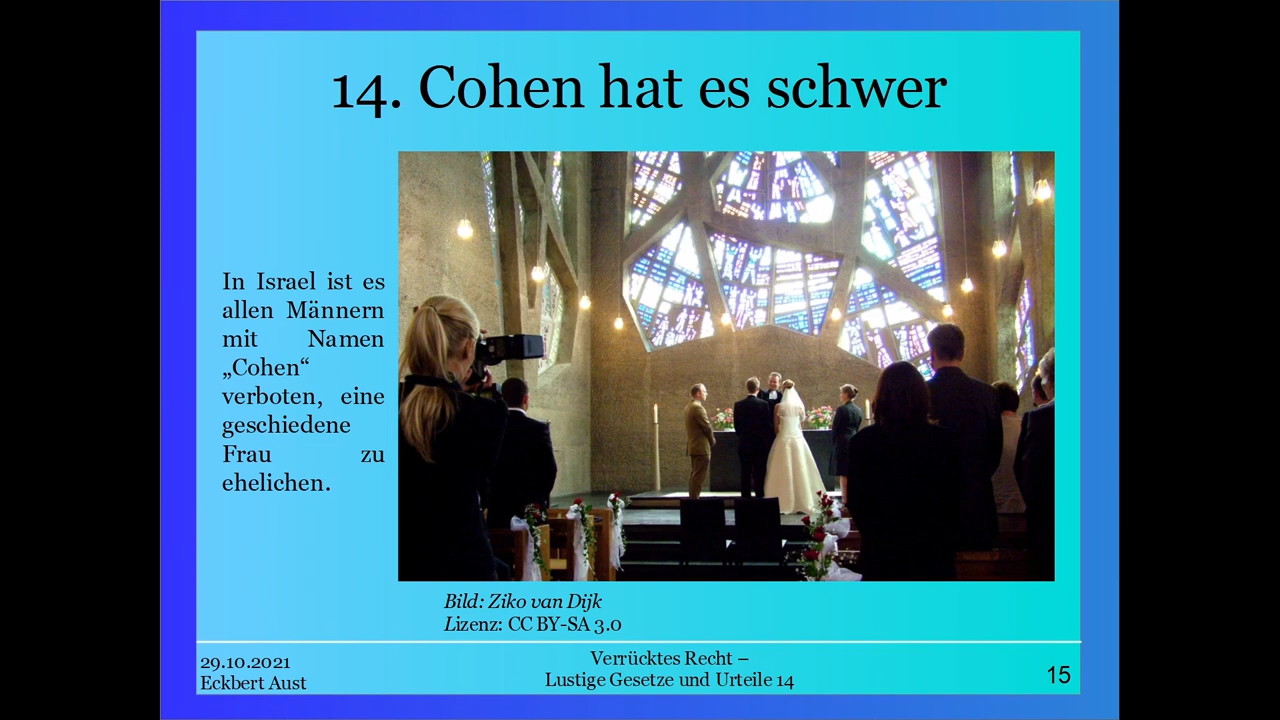 14. Cohen hat es schwer
In Israel ist es
allen Männern
mit Namen
„Cohen“
verboten, eine
geschiedene
Frau zu
ehelichen.
Bild: Ziko van Dijk
Lizenz: CC BY-SA 3.0
29.10.2021
Eckbert Aust
Verrücktes Recht –
Lustige Gesetze und Urteile 14
15